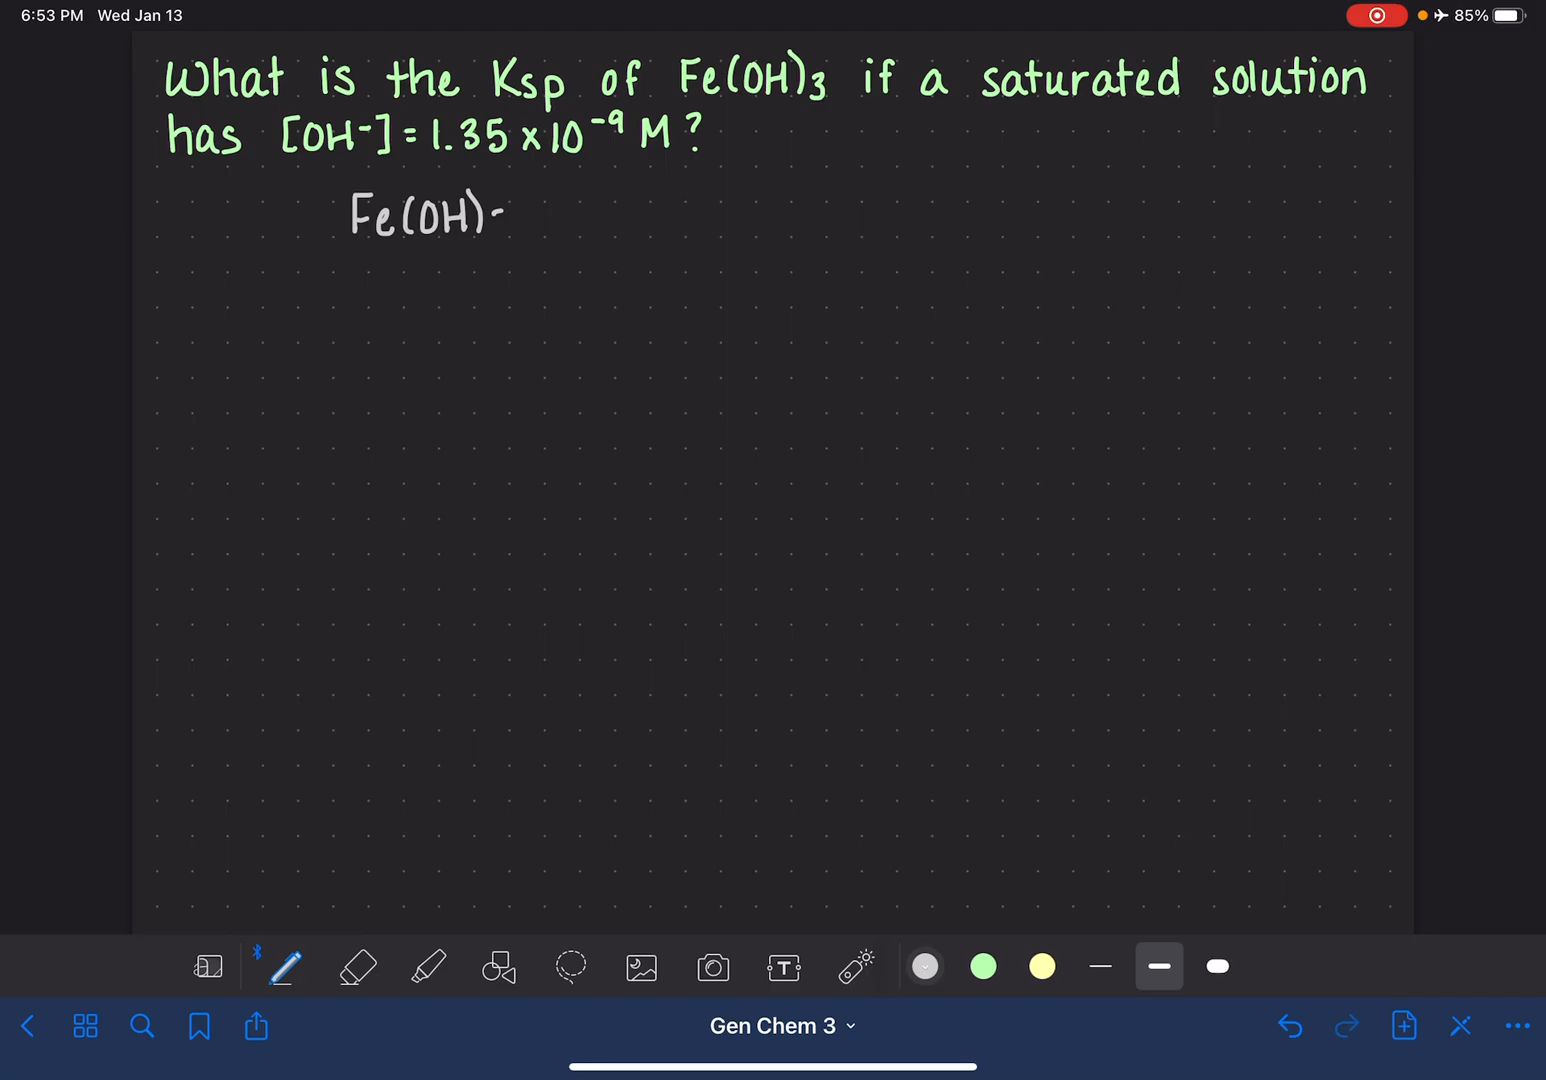 6:53 PM Wed Jan 13
85%
What is the Ksp of Fe(OH)₃ if a saturated solution
has [OH⁻] = 1.35 x 10⁻⁹ M?
Fe(OH)-
T
Gen Chem 3